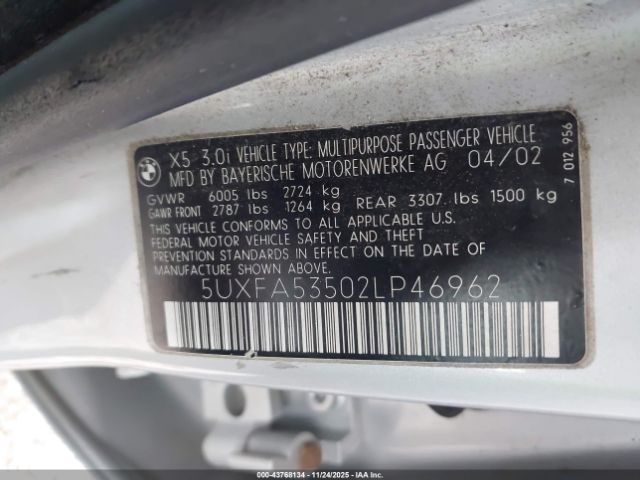 X5 3.0i VEHICLE TYPE: MULTIPURPOSE PASSENGER VEHICLE
MFD BY BAYERISCHE MOTORENWERKE AG 04/02
GVWR 6005 lbs 2724 kg
GAWR FRONT 2787 lbs 1264 kg REAR 3307. lbs 1500 kg
THIS VEHICLE CONFORMS TO ALL APPLICABLE U.S.
FEDERAL MOTOR VEHICLE SAFETY AND THEFT
PREVENTION STANDARDS IN EFFECT ON THE DATE OF
MANUFACTURE SHOWN ABOVE.
5UXFA53502LP46962
7 012 956
000-43768134 - 11/24/2025 - IAAI - COPART